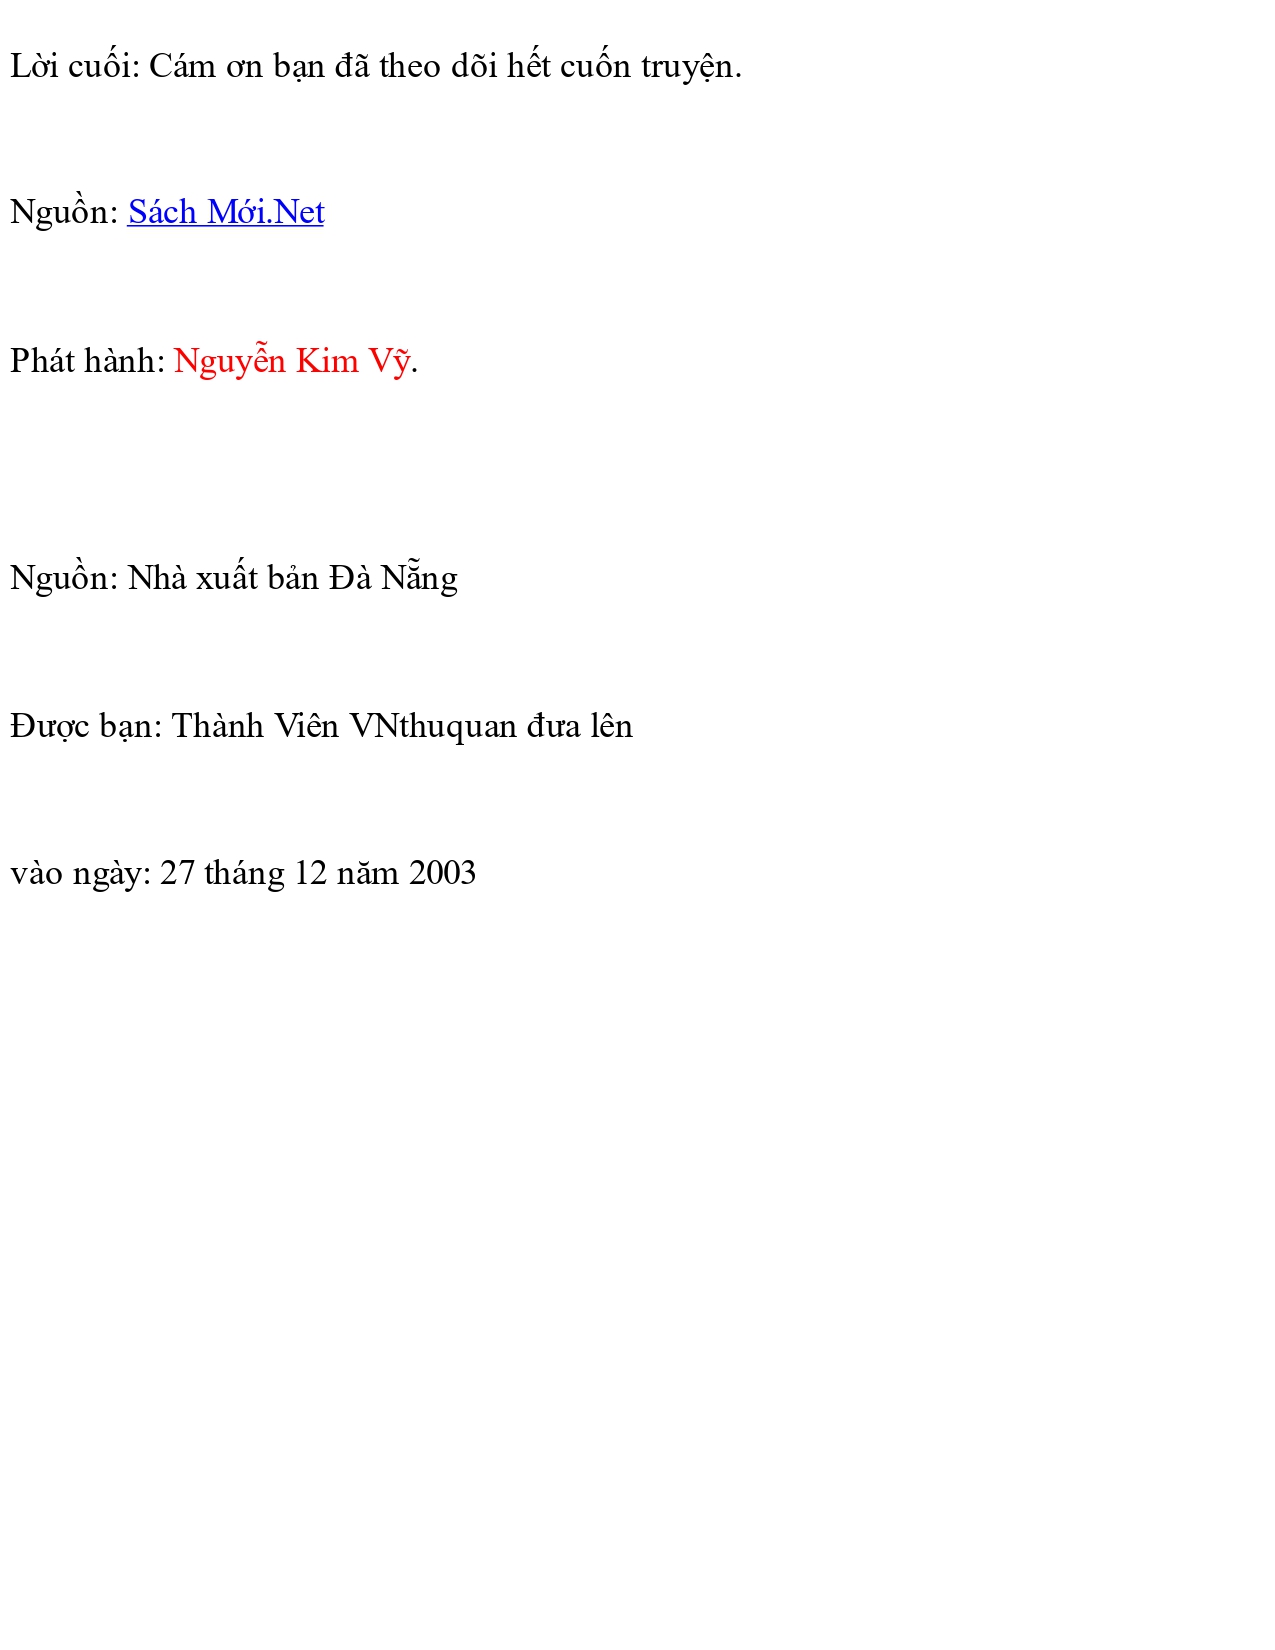 Lời cuối: Cám ơn bạn đã theo dõi hết cuốn truyện.
Nguồn: Sách Mới.Net
Phát hành: Nguyễn Kim Vỹ.
Nguồn: Nhà xuất bản Đà Nẵng
Được bạn: Thành Viên VNthuquan đưa lên
vào ngày: 27 tháng 12 năm 2003